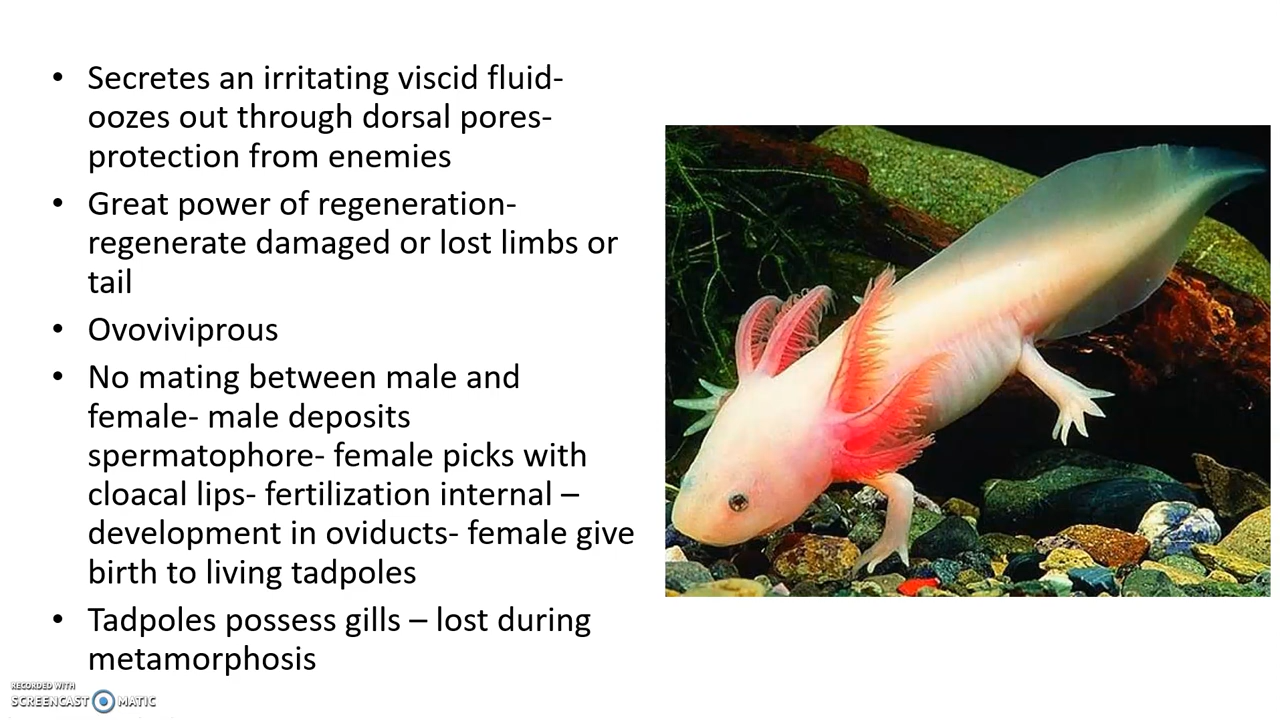 • Secretes an irritating viscid fluid-
oozes out through dorsal pores-
protection from enemies
• Great power of regeneration-
regenerate damaged or lost limbs or
tail
• Ovoviviprous
• No mating between male and
female- male deposits
spermatophore- female picks with
cloacal lips- fertilization internal –
development in oviducts- female give
birth to living tadpoles
• Tadpoles possess gills – lost during
metamorphosis
RECORDED WITH
SCREENCAST MATIC